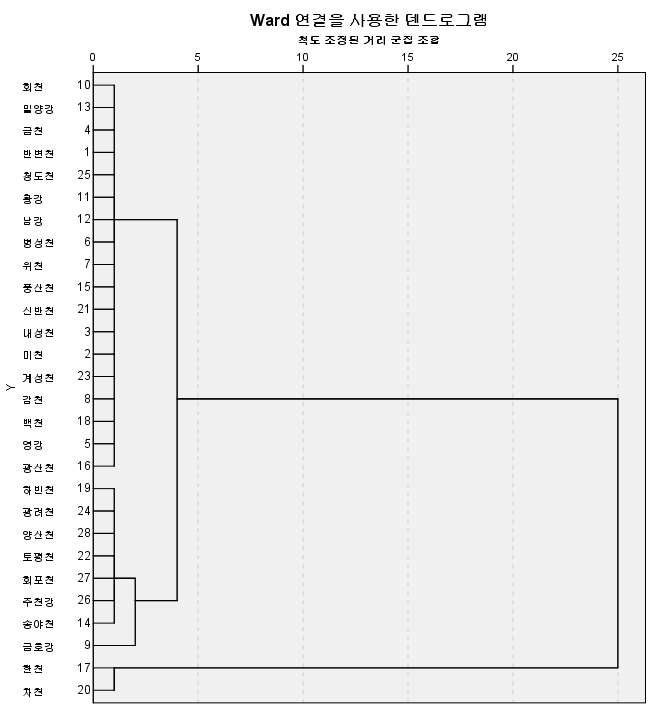 Ward 연결을 사용한 덴드로그램
척도 조정된 거리 군집 조합
0 5 10 15 20 25
회천 10
밀양강 13
금천 4
반변천 1
청도천 25
황강 11
남강 12
병성천 6
위천 7
풍산천 15
신반천 21
내성천 3
미천 2
계성천 23
Y
감천 8
백천 18
영강 5
광산천 16
하빈천 19
광려천 24
양산천 28
토평천 22
회포천 27
주천강 26
송야천 14
금호강 9
한천 17
차천 20